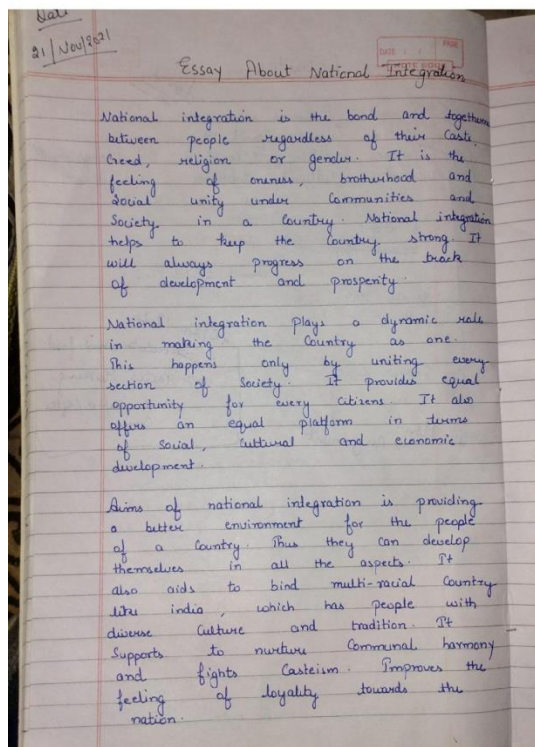 Date
21/Nov/2021
DATE : :
PAGE
Essay About National Integration
National integration is the bond and togetherne
between people regardless of their Caste,
Creed, religion or gender. It is the
feeling of oneness, brotherhood and
Social unity under Communities and
Society in a Country. National integration
helps to keep the Country strong. It
will always progress on the track
of development and prosperity.
National integration plays a dynamic role
in making the Country as one.
This happens only by uniting every
section of Society. It provides equal
opportunity for every citizens. It also
offers an equal platform in terms
of Social, Cultural and economic
development.
Aims of national integration is providing
a better environment for the people
of a Country. Thus they can develop
themselves in all the aspects. It
also aids to bind multi-racial Country
like india, which has people with
diverse Culture and tradition. It
Supports to nurture Communal harmony
and fights Casteism. Improves the
feeling of loyality towards the
nation.